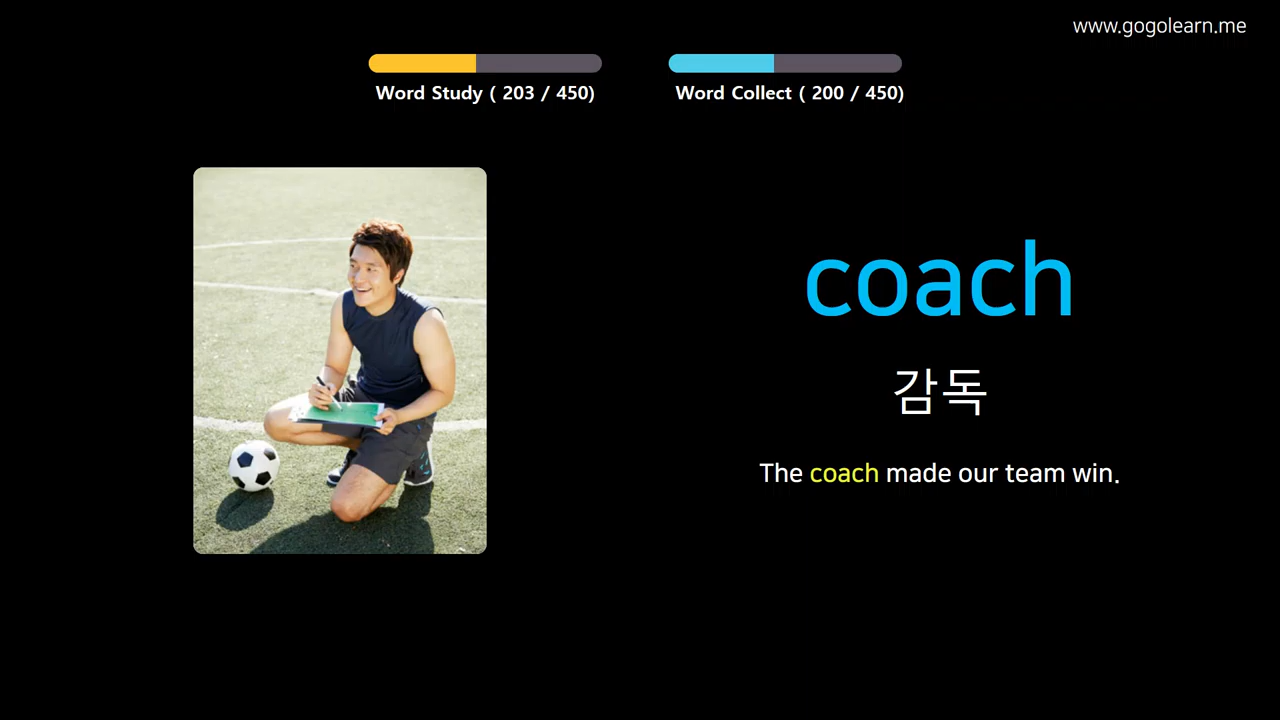 www.gogolearn.me
Word Study ( 203 / 450)
Word Collect ( 200 / 450)
coach
감독
The coach made our team win.